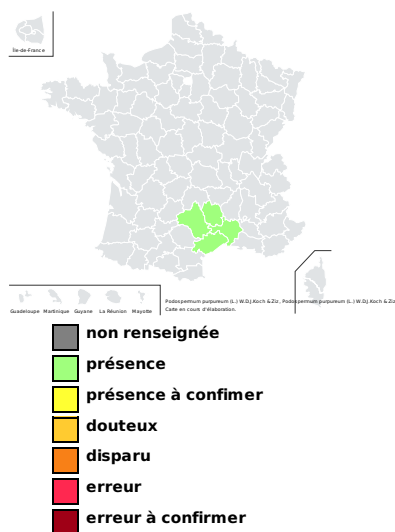 Île-de-France
Guadeloupe Martinique Guyane La Réunion Mayotte
Podospermum purpureum (L.) W.D.J.Koch & Ziz , Podospermum purpureum (L.) W.D.J.Koch & Ziz
Carte en cours d'élaboration.
non renseignée
présence
présence à confimer
douteux
disparu
erreur
erreur à confirmer